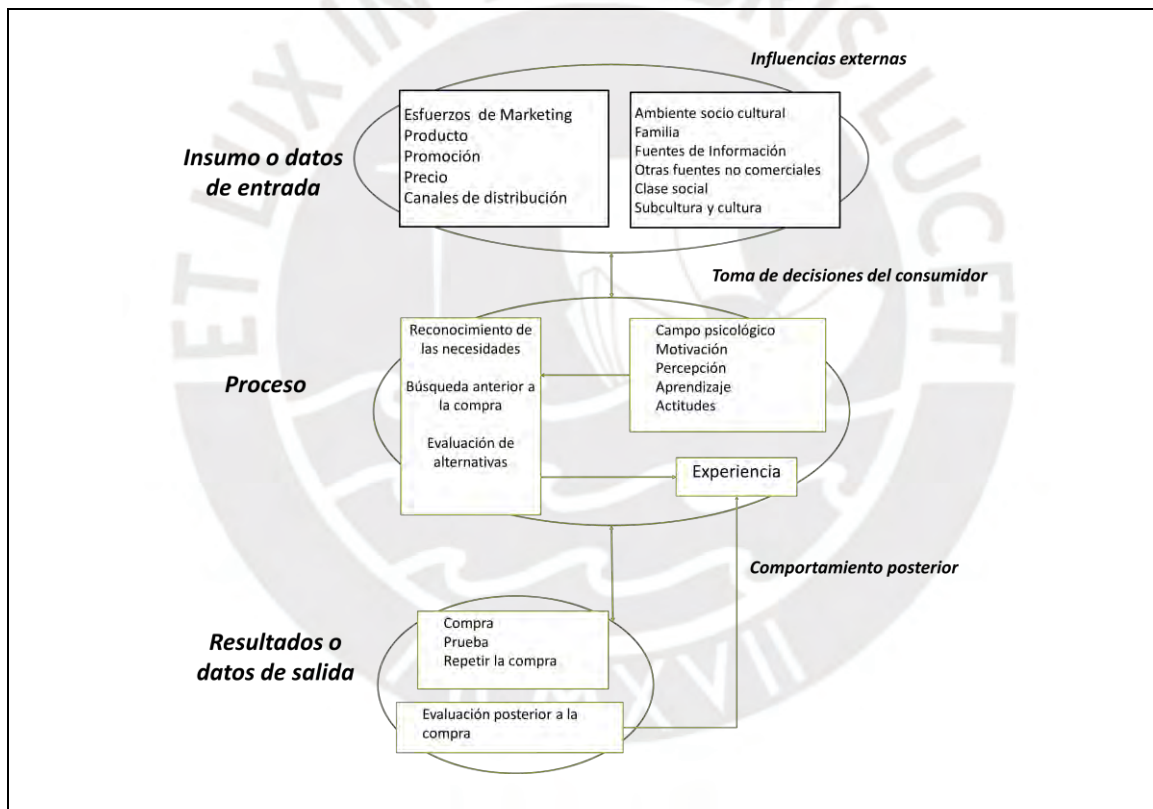 Influencias externas
Insumo o datos
de entrada
Esfuerzos de Marketing
Producto
Promoción
Precio
Canales de distribución
Ambiente socio cultural
Familia
Fuentes de Información
Otras fuentes no comerciales
Clase social
Subcultura y cultura
Toma de decisiones del consumidor
Proceso
Reconocimiento de
las necesidades
Búsqueda anterior a
la compra
Evaluación de
alternativas
Campo psicológico
Motivación
Percepción
Aprendizaje
Actitudes
Experiencia
Comportamiento posterior
Resultados o
datos de salida
Compra
Prueba
Repetir la compra
Evaluación posterior a la
compra